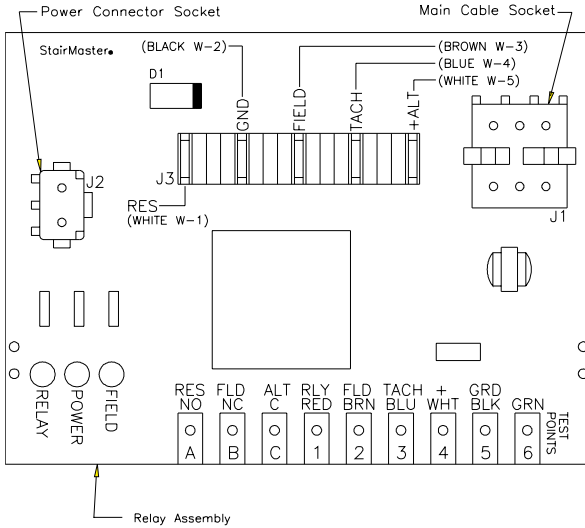 Power Connector Socket
Main Cable Socket
StairMaster®
(BLACK W-2)
(BROWN W-3)
(BLUE W-4)
(WHITE W-5)
D1
GND
FIELD
TACH
+ALT
J3
J2
J1
RES
(WHITE W-1)
RELAY
POWER
FIELD
RES FLD ALT RLY FLD TACH + GRD
NO NC C RED BRN BLU WHT BLK GRN
A B C 1 2 3 4 5 6
TEST
POINTS
Relay Assembly